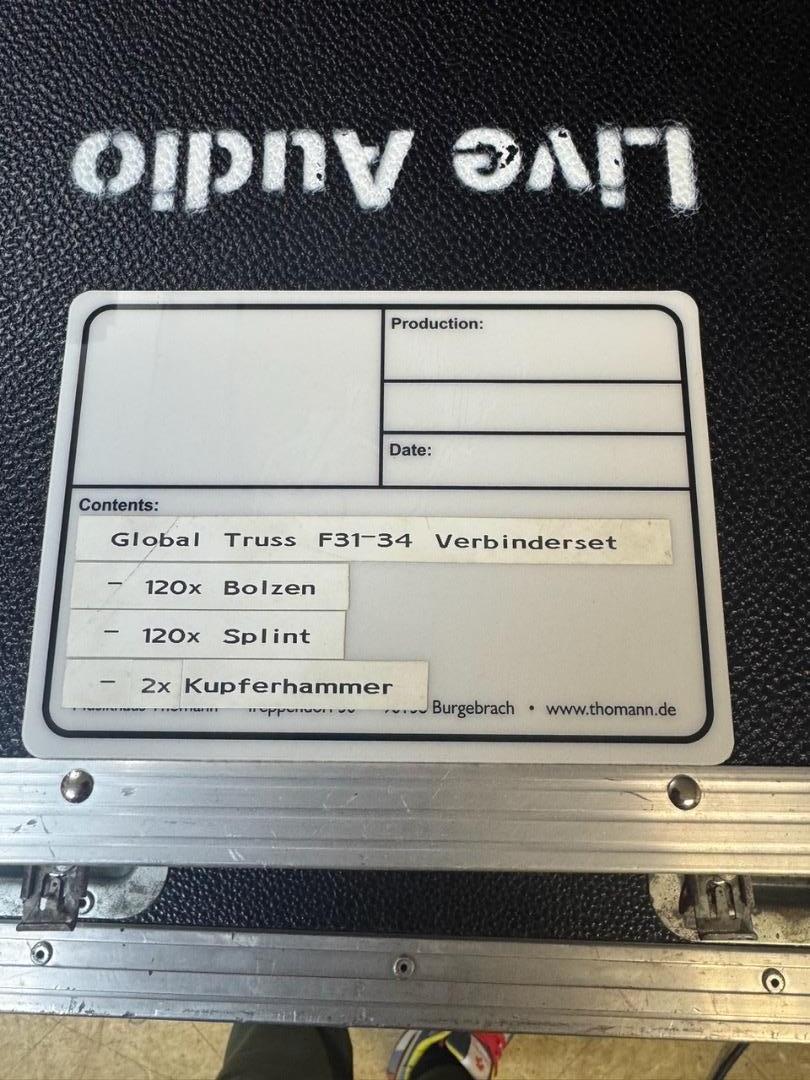 Live Audio
Production:
Date:
Contents:
Global Truss F31-34 Verbinderset
- 120x Bolzen
- 120x Splint
- 2x Kupferhammer
Burgebrach • www.thomann.de